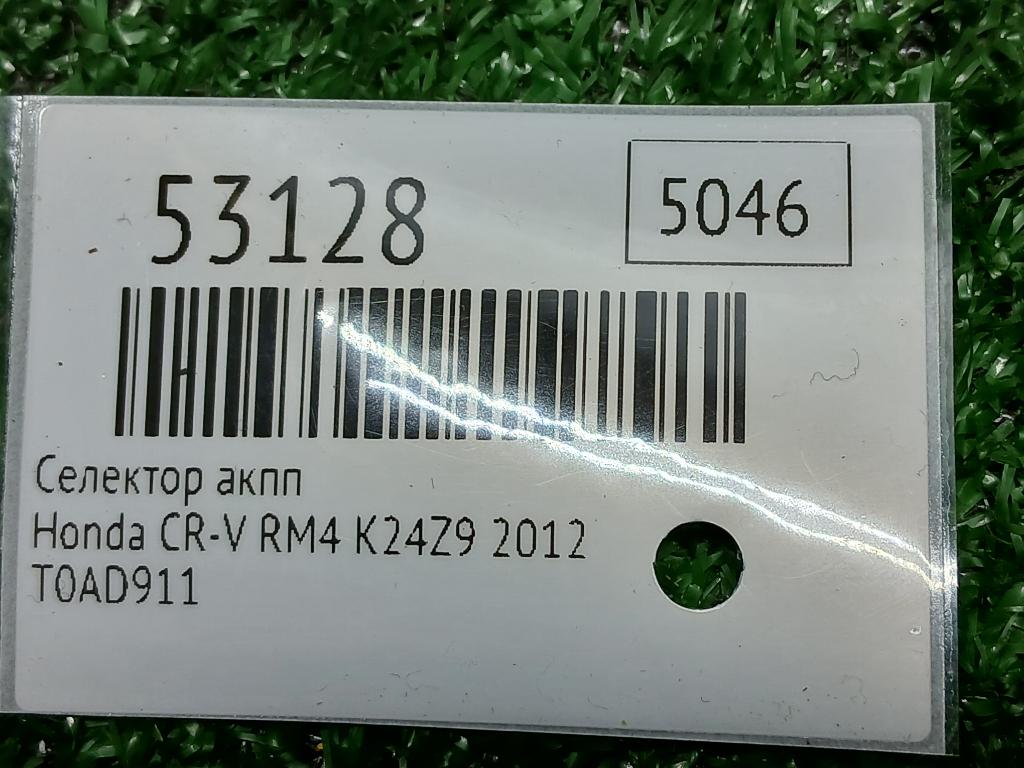 53128
5046
Селектор акпп
Honda CR-V RM4 K24Z9 2012
T0AD911